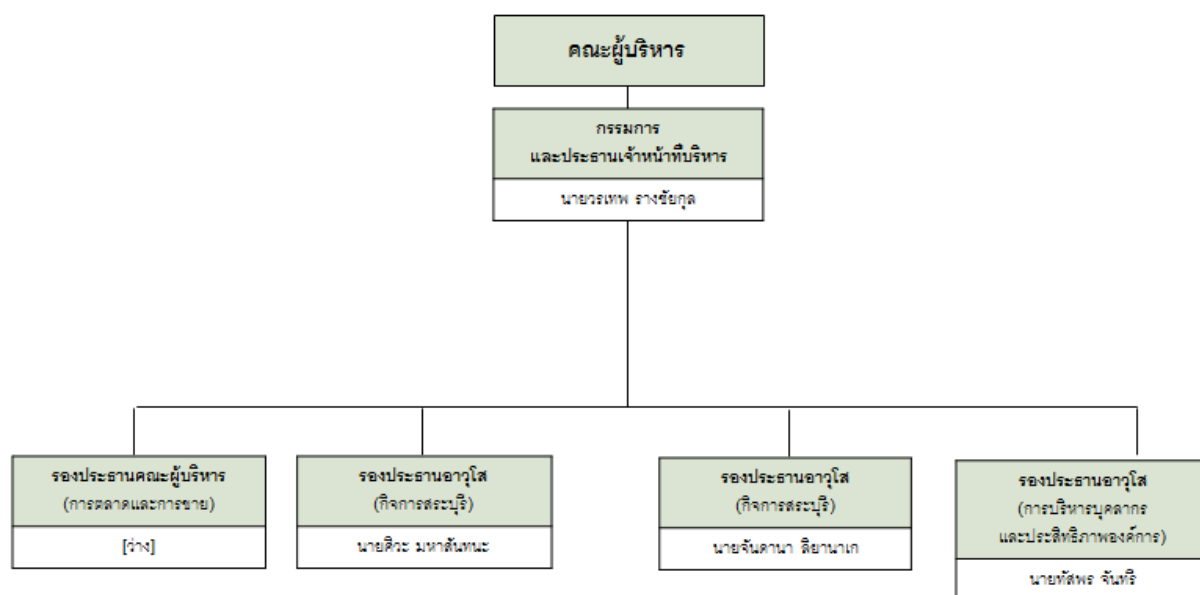 คณะผู้บริหาร
กรรมการ
และประธานเจ้าหน้าที่บริหาร
นายวรเทพ รางชัยกุล
รองประธานคณะผู้บริหาร
(การตลาดและการขาย)
[ว่าง]
รองประธานอาวุโส
(กิจการสระบุรี)
นายศิวะ มหาสันทนะ
รองประธานอาวุโส
(กิจการสระบุรี)
นายจันดานา ลิยานาเก
รองประธานอาวุโส
(การบริหารบุคลากร
และประสิทธิภาพองค์การ)
นายทัสพร จันทรี